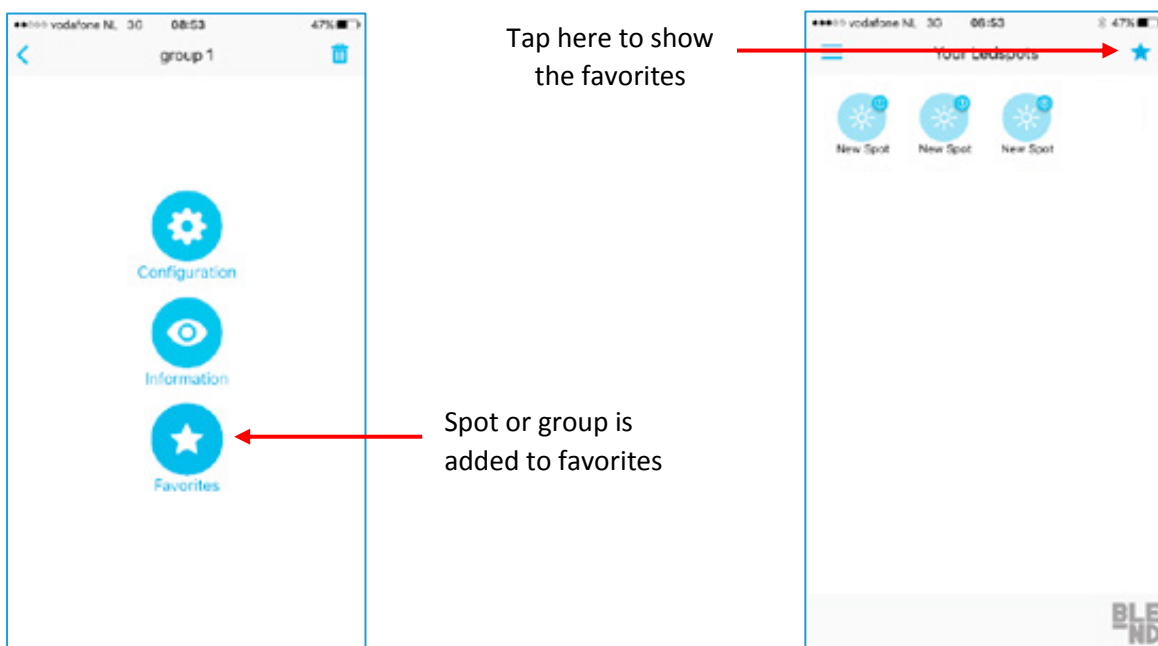 vodafone NL 3G 08:53 47%
group 1
Configuration
Information
Favorites
Tap here to show
the favorites
Spot or group is
added to favorites
vodafone NL 3G 08:53 47%
Your Ledspots
New Spot New Spot New Spot
BLE
ND